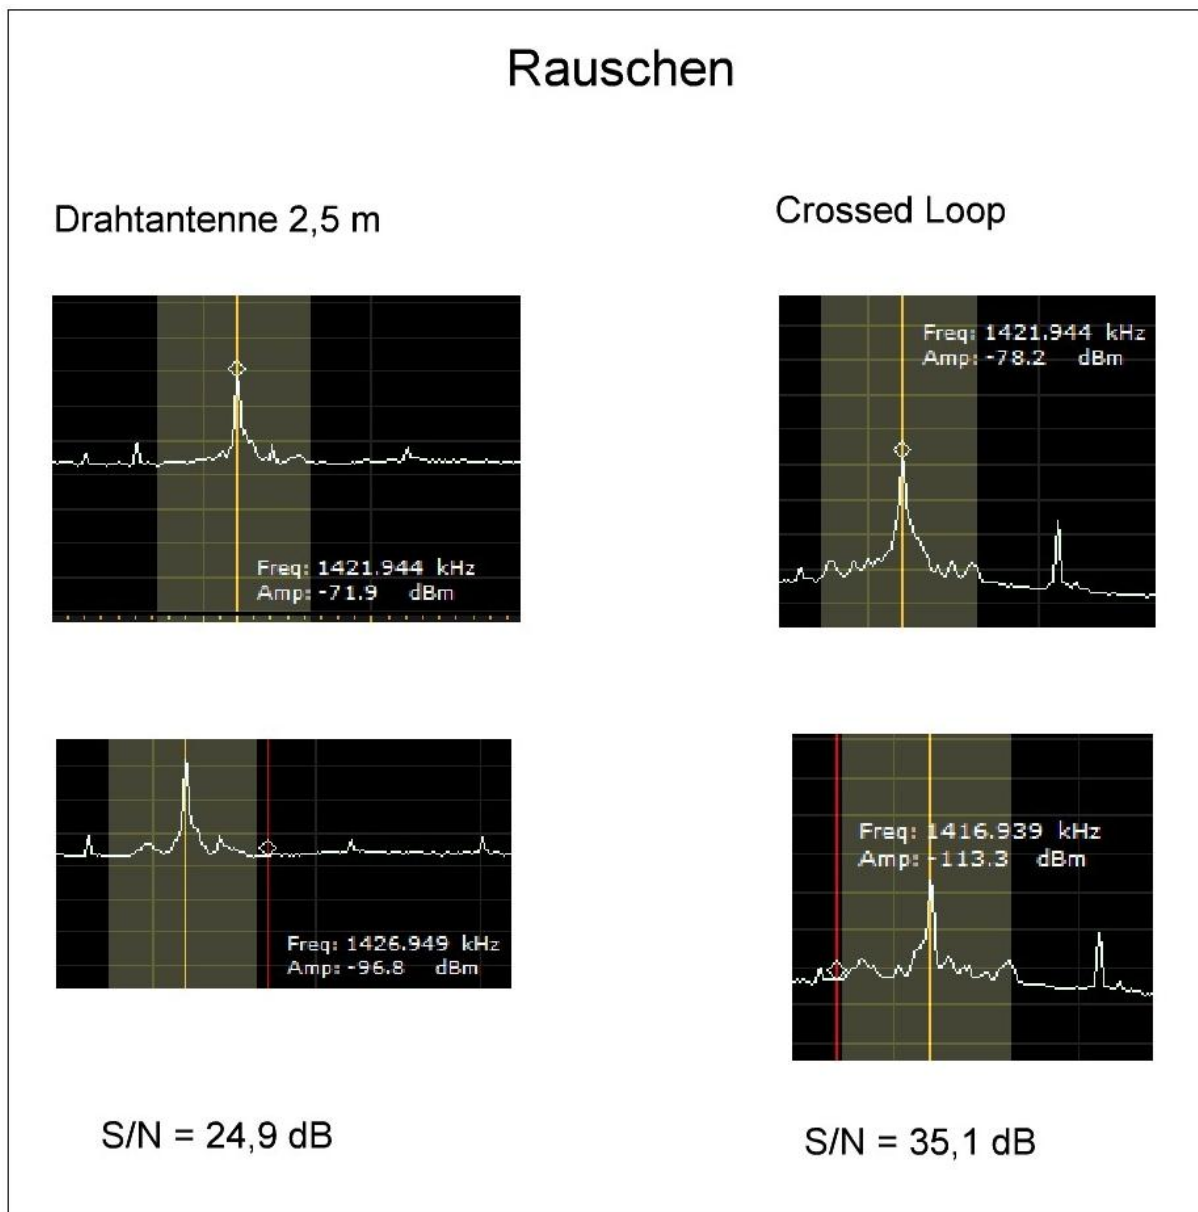 Rauschen
Drahtantenne 2,5 m
Crossed Loop
Freq: 1421.944 kHz
Amp: -71.9 dBm
Freq: 1421.944 kHz
Amp: -78.2 dBm
Freq: 1426.949 kHz
Amp: -96.8 dBm
Freq: 1416.939 kHz
Amp: -113.3 dBm
S/N = 24,9 dB
S/N = 35,1 dB